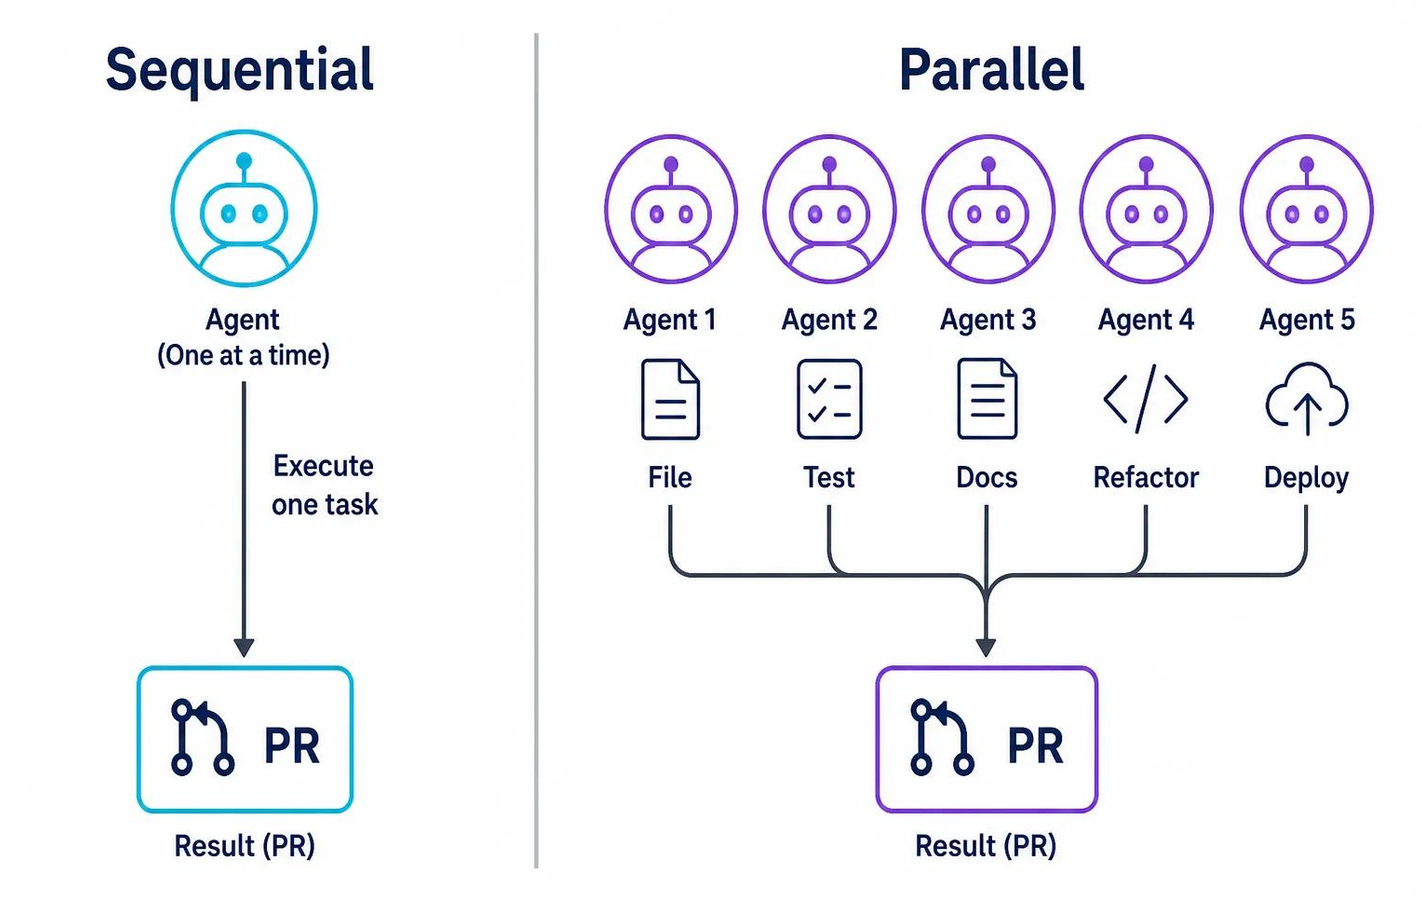 Sequential
Agent
(One at a time)
Execute
one task
PR
Result (PR)
Parallel
Agent 1
Agent 2
Agent 3
Agent 4
Agent 5
File
Test
Docs
Refactor
Deploy
PR
Result (PR)